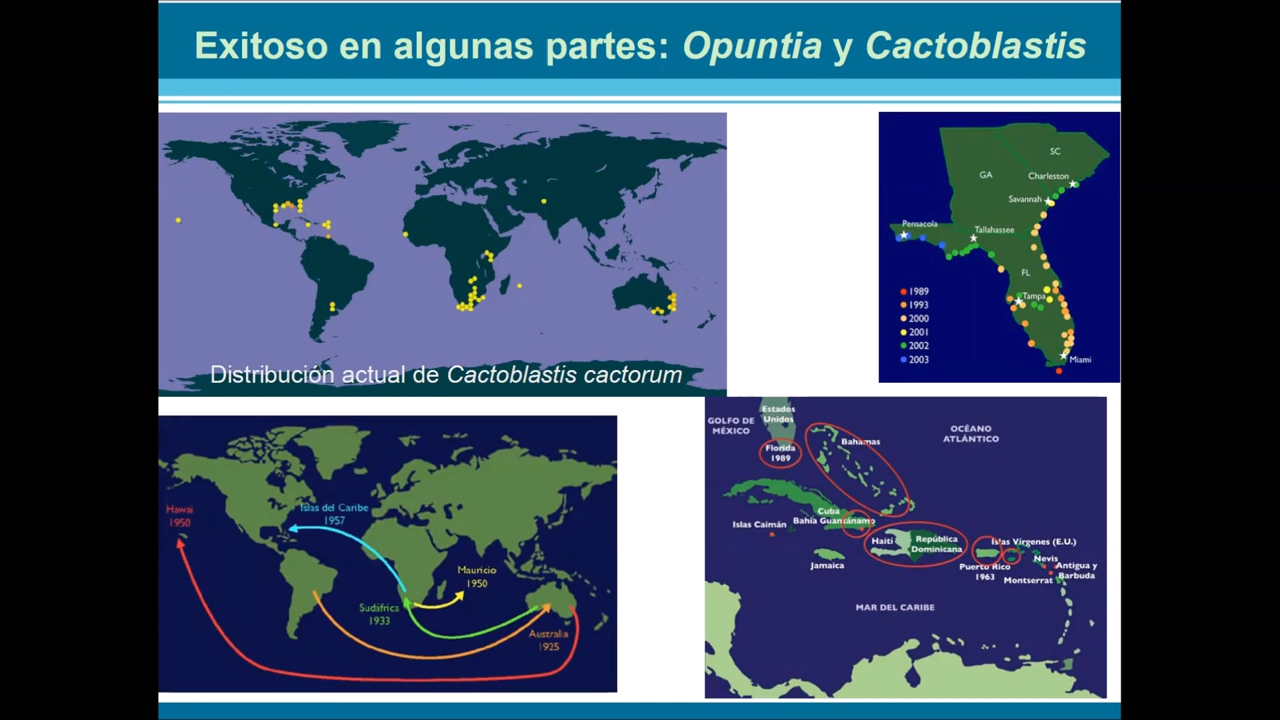 Exitoso en algunas partes: Opuntia y Cactoblastis
Distribución actual de Cactoblastis cactorum
SC
GA
Charleston
Savannah
Pensacola
Tallahassee
FL
Tampa
1989
1993
2000
2001
2002
2003
Miami
Hawai
1950
Islas del Caribe
1957
Mauricio
1950
Sudáfrica
1933
Australia
1925
Estados
Unidos
GOLFO DE
MÉXICO
OCÉANO
ATLÁNTICO
Bahamas
Florida
1989
Cuba
Bahía Guantánamo
Islas Caimán
Haití
República
Dominicana
Jamaica
Islas Vírgenes (E.U.)
Puerto Rico
1963
Nevis
Antigua y
Barbuda
Montserrat
MAR DEL CARIBE